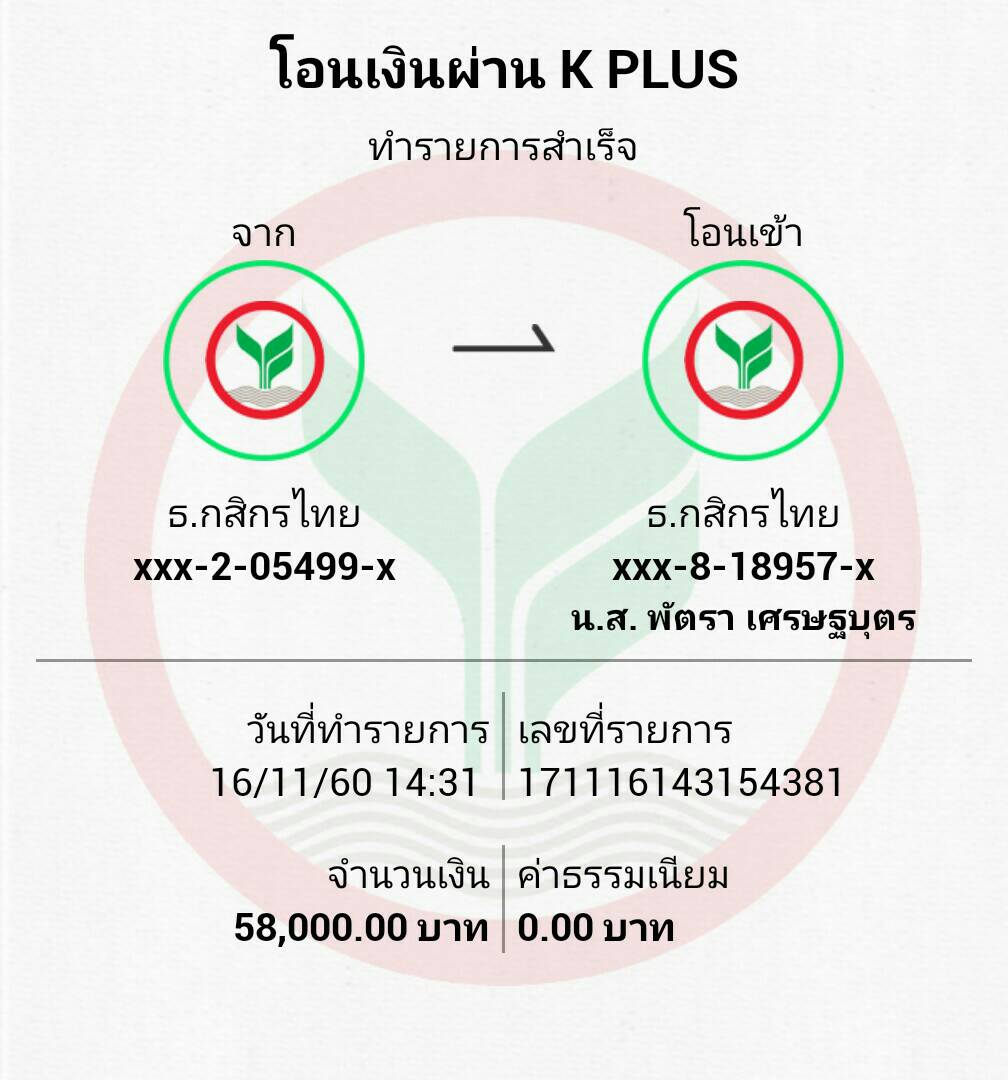 โอนเงินผ่าน K PLUS
ทำรายการสำเร็จ
จาก
โอนเข้า
ธ.กสิกรไทย
xxx-2-05499-x
ธ.กสิกรไทย
xxx-8-18957-x
น.ส. พัตรา เศรษฐบุตร
วันที่ทำรายการ
16/11/60 14:31
เลขที่รายการ
171116143154381
จำนวนเงิน
58,000.00 บาท
ค่าธรรมเนียม
0.00 บาท